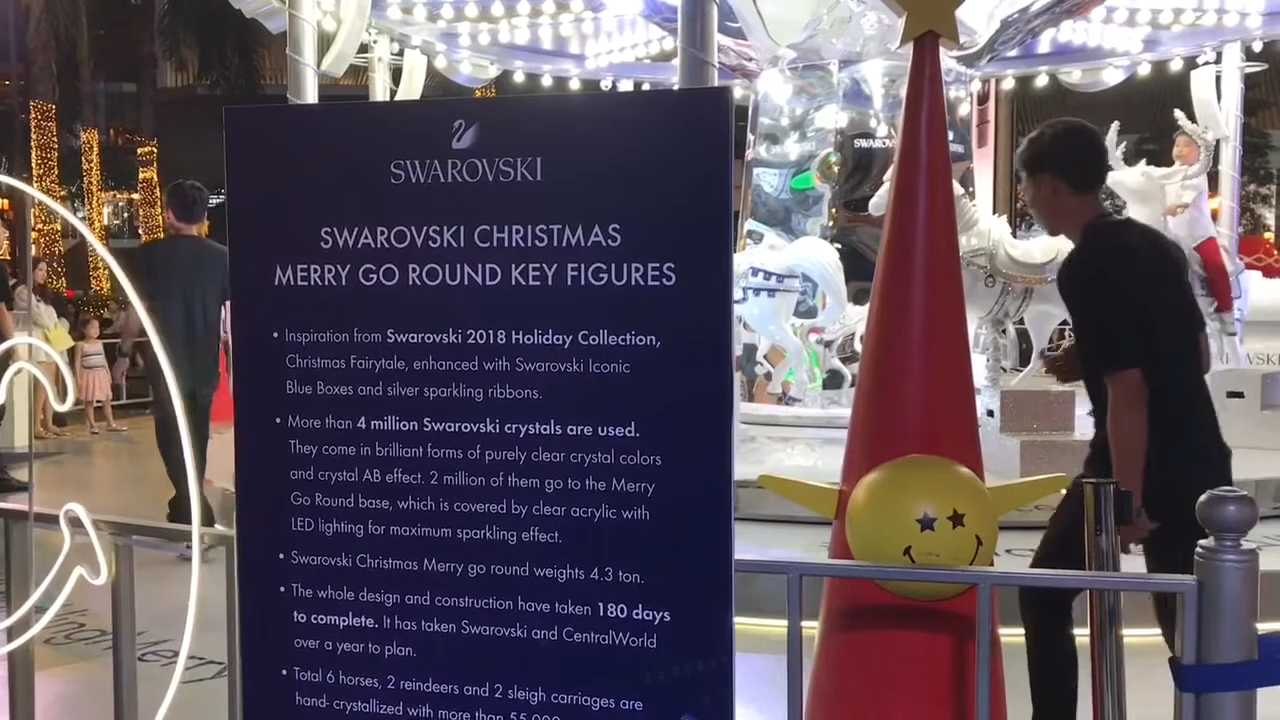 SWAROVSKI
SWAROVSKI CHRISTMAS
MERRY GO ROUND KEY FIGURES
• Inspiration from Swarovski 2018 Holiday Collection,
Christmas Fairytale, enhanced with Swarovski Iconic
Blue Boxes and silver sparkling ribbons.
• More than 4 million Swarovski crystals are used.
They come in brilliant forms of purely clear crystal colors
and crystal AB effect. 2 million of them go to the Merry
Go Round base, which is covered by clear acrylic with
LED lighting for maximum sparkling effect.
• Swarovski Christmas Merry go round weights 4.3 ton.
• The whole design and construction have taken 180 days
to complete. It has taken Swarovski and CentralWorld
over a year to plan.
• Total 6 horses, 2 reindeers and 2 sleigh carriages are
hand- crystallized with more than 55,000
SWAROVSKI
Merry